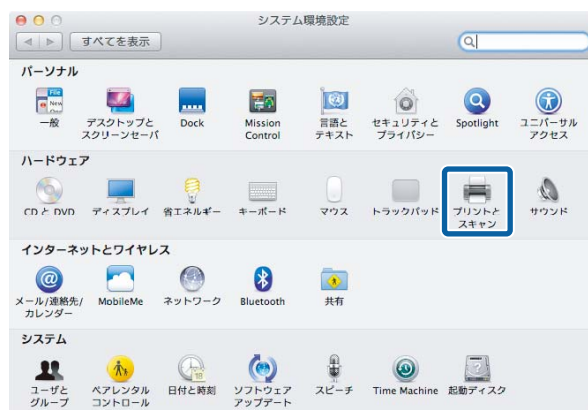 システム環境設定
すべてを表示
パーソナル
File
New
一般
デスクトップと
スクリーンセーバ
Dock
Mission
Control
言語と
テキスト
セキュリティと
プライバシー
Spotlight
ユニバーサル
アクセス
ハードウェア
CD と DVD
ディスプレイ
省エネルギー
キーボード
マウス
トラックパッド
プリントと
スキャン
サウンド
インターネットとワイヤレス
メール/連絡先/
カレンダー
MobileMe
ネットワーク
Bluetooth
共有
システム
ユーザと
グループ
ペアレンタル
コントロール
日付と時刻
ソフトウェア
アップデート
スピーチ
Time Machine
起動ディスク